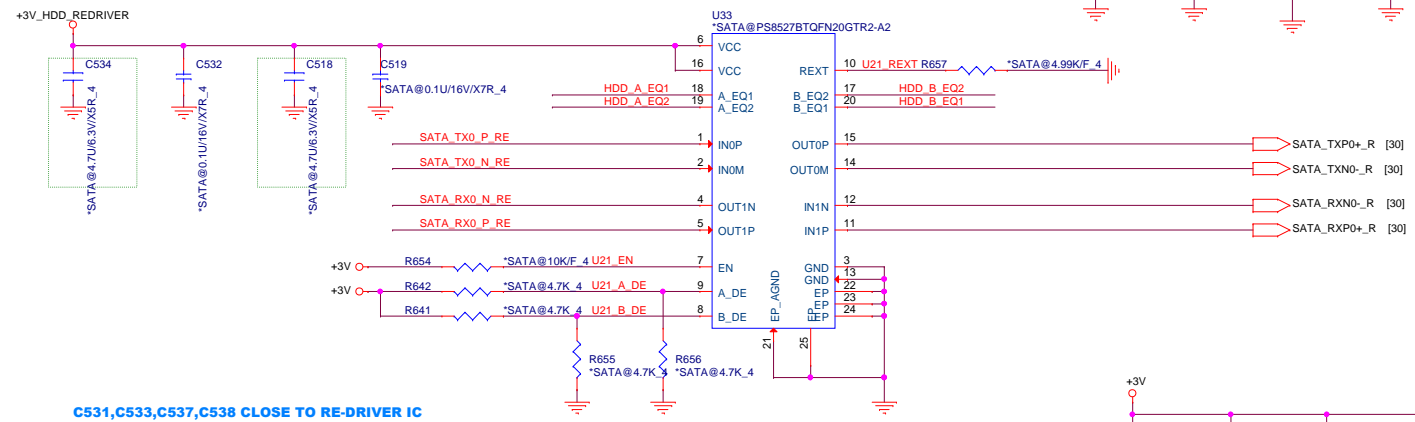 +3V_HDD_REDRIVER
U33
*SATA@PS8527BTQFN20GTR2-A2
C534
C532
C518
C519
*SATA@4.7U/6.3V/X5R_4
*SATA@0.1U/16V/X7R_4
*SATA@4.7U/6.3V/X5R_4
*SATA@0.1U/16V/X7R_4
6 VCC
16 VCC
REXT 10 U21_REXT R657 *SATA@4.99K/F_4
HDD_A_EQ1 18 A_EQ1
HDD_A_EQ2 19 A_EQ2
B_EQ2 17 HDD_B_EQ2
B_EQ1 20 HDD_B_EQ1
SATA_TX0_P_RE 1 IN0P
OUT0P 15 SATA_TXP0+_R [30]
SATA_TX0_N_RE 2 IN0M
OUT0M 14 SATA_TXN0-_R [30]
SATA_RX0_N_RE 4 OUT1N
IN1N 12 SATA_RXN0-_R [30]
SATA_RX0_P_RE 5 OUT1P
IN1P 11 SATA_RXP0+_R [30]
+3V R654 *SATA@10K/F_4 U21_EN 7 EN
+3V R642 *SATA@4.7K_4 U21_A_DE 9 A_DE
R641 *SATA@4.7K_4 U21_B_DE 8 B_DE
GND 3
GND 13
EP 22
EP 23
EP 24
EP_AGND
EP
21
25
R655
*SATA@4.7K_4
R656
*SATA@4.7K_4
C531,C533,C537,C538 CLOSE TO RE-DRIVER IC
+3V